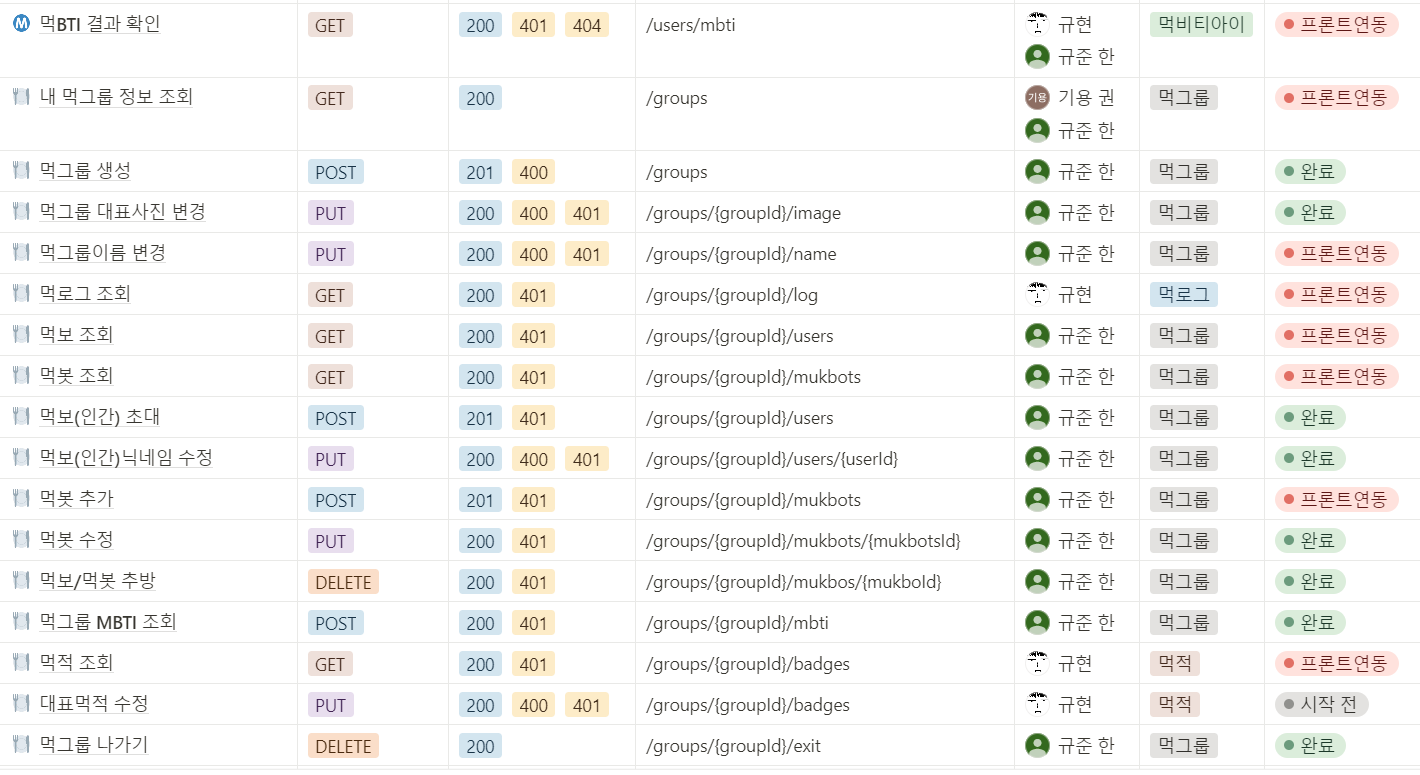 M 먹BTI 결과 확인 GET 200 401 404 /users/mbti 규현 먹비티아이 프론트연동
규준 한
내 먹그룹 정보 조회 GET 200 /groups 기용 기용 권 먹그룹 프론트연동
규준 한
먹그룹 생성 POST 201 400 /groups 규준 한 먹그룹 완료
먹그룹 대표사진 변경 PUT 200 400 401 /groups/{groupId}/image 규준 한 먹그룹 완료
먹그룹이름 변경 PUT 200 400 401 /groups/{groupId}/name 규준 한 먹그룹 프론트연동
먹로그 조회 GET 200 401 /groups/{groupId}/log 규현 먹로그 프론트연동
먹보 조회 GET 200 401 /groups/{groupId}/users 규준 한 먹그룹 프론트연동
먹봇 조회 GET 200 401 /groups/{groupId}/mukbots 규준 한 먹그룹 프론트연동
먹보(인간) 초대 POST 201 401 /groups/{groupId}/users 규준 한 먹그룹 완료
먹보(인간)닉네임 수정 PUT 200 400 401 /groups/{groupId}/users/{userId} 규준 한 먹그룹 완료
먹봇 추가 POST 201 401 /groups/{groupId}/mukbots 규준 한 먹그룹 프론트연동
먹봇 수정 PUT 200 401 /groups/{groupId}/mukbots/{mukbotsId} 규준 한 먹그룹 완료
먹보/먹봇 추방 DELETE 200 401 /groups/{groupId}/mukbos/{mukboId} 규준 한 먹그룹 완료
먹그룹 MBTI 조회 POST 200 401 /groups/{groupId}/mbti 규준 한 먹그룹 완료
먹적 조회 GET 200 401 /groups/{groupId}/badges 규현 먹적 프론트연동
대표먹적 수정 PUT 200 400 401 /groups/{groupId}/badges 규현 먹적 시작 전
먹그룹 나가기 DELETE 200 /groups/{groupId}/exit 규준 한 먹그룹 완료